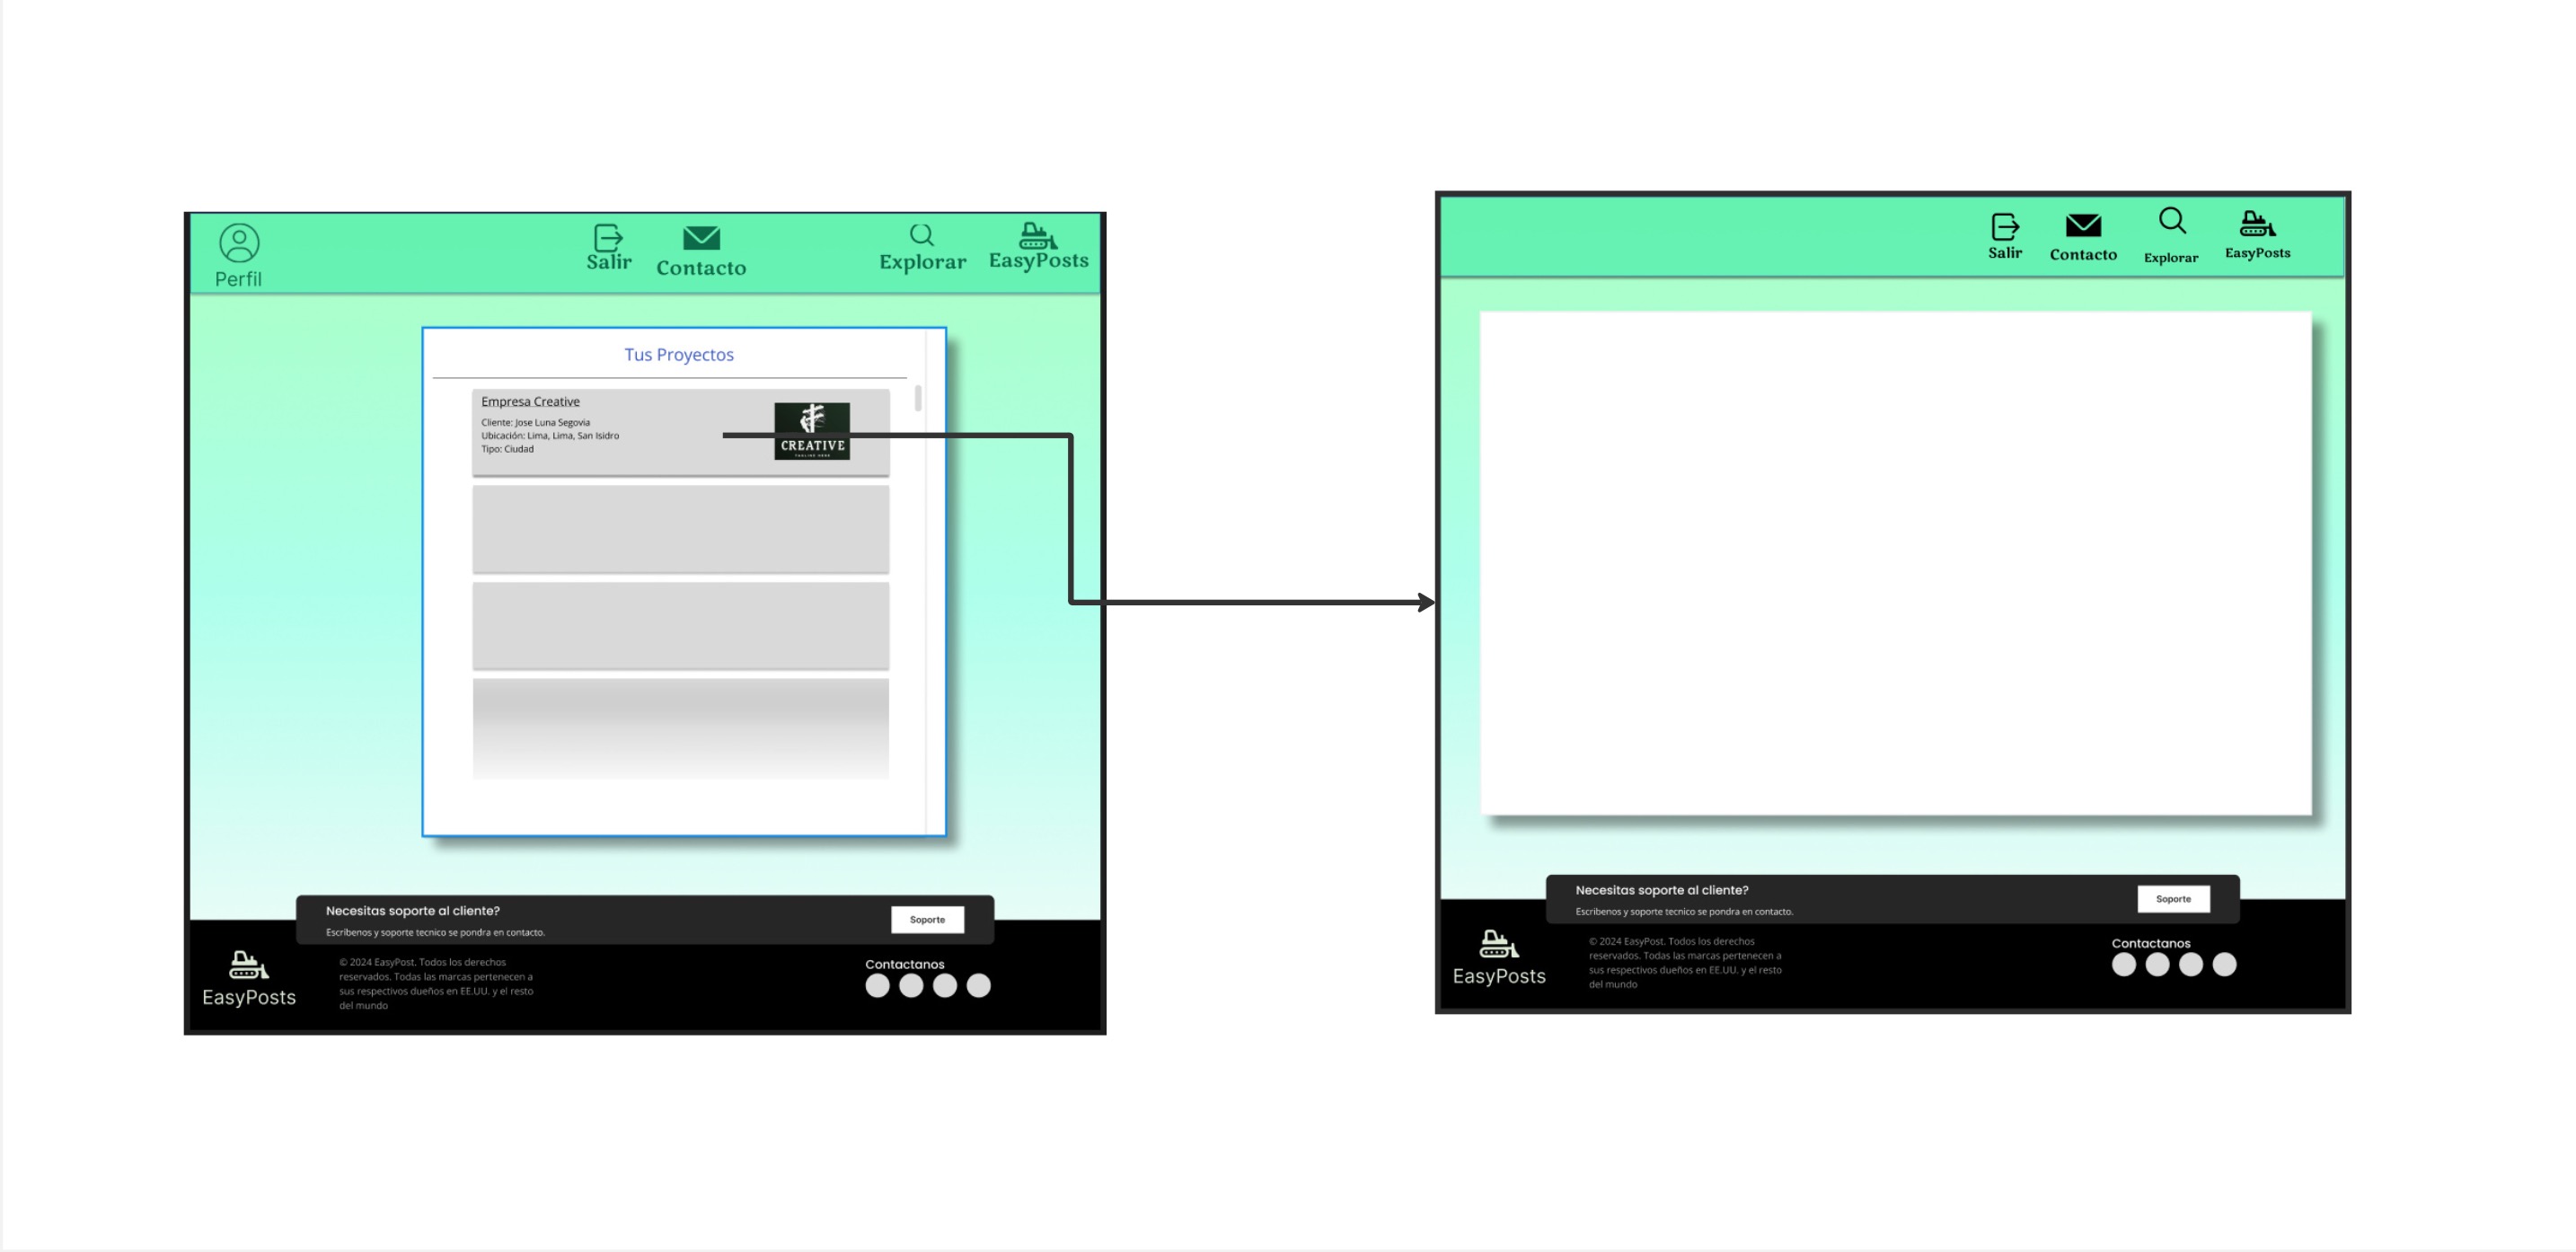 Perfil
Salir
Contacto
Explorar
EasyPosts
Tus Proyectos
Empresa Creative
Cliente: Jose Luna Segovia
Ubicación: Lima, Lima, San Isidro
Tipo: Ciudad
CREATIVE
TAGLINE HERE
Necesitas soporte al cliente?
Escribenos y soporte tecnico se pondra en contacto.
Soporte
EasyPosts
© 2024 EasyPost. Todos los derechos
reservados. Todas las marcas pertenecen a
sus respectivos dueños en EE.UU. y el resto
del mundo
Contactanos
Salir
Contacto
Explorar
EasyPosts
Necesitas soporte al cliente?
Escribenos y soporte tecnico se pondra en contacto.
Soporte
EasyPosts
© 2024 EasyPost. Todos los derechos
reservados. Todas las marcas pertenecen a
sus respectivos dueños en EE.UU. y el resto
del mundo
Contactanos